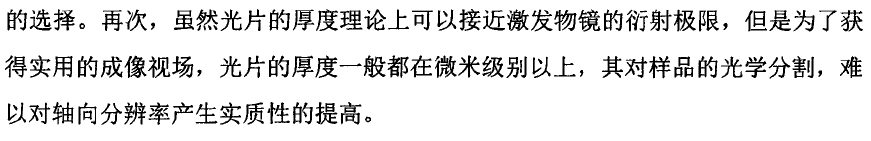 的选择。再次，虽然光片的厚度理论上可以接近激发物镜的衍射极限，但是为了获
得实用的成像视场，光片的厚度一般都在微米级别以上，其对样品的光学分割，难
以对轴向分辨率产生实质性的提高。